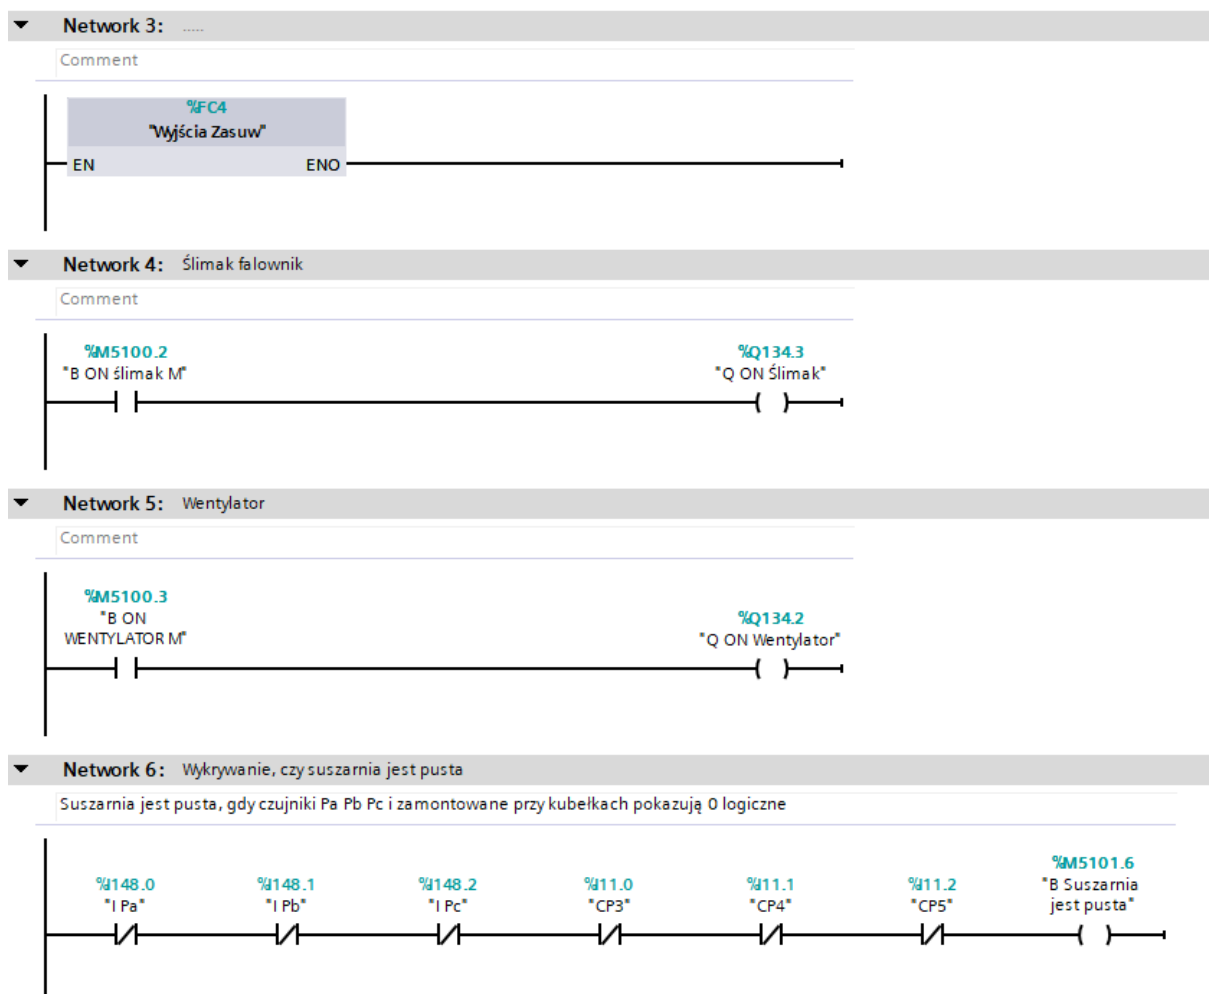 Network 3: .....
Comment
%FC4
"Wyjścia Zasuw"
EN ENO
Network 4: Ślimak falownik
Comment
%M5100.2 %Q134.3
"B ON ślimak M" "Q ON Ślimak"
Network 5: Wentylator
Comment
%M5100.3
"B ON %Q134.2
WENTYLATOR M" "Q ON Wentylator"
Network 6: Wykrywanie, czy suszarnia jest pusta
Suszarnia jest pusta, gdy czujniki Pa Pb Pc i zamontowane przy kubełkach pokazują 0 logiczne
%M5101.6
%I148.0 %I148.1 %I148.2 %I11.0 %I11.1 %I11.2 "B Suszarnia
"I Pa" "I Pb" "I Pc" "CP3" "CP4" "CP5" jest pusta"